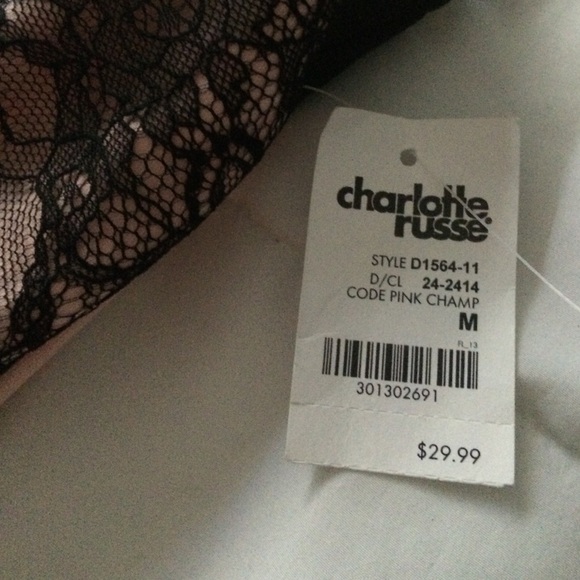 charlotte
russe
STYLE D1564-11
D/CL 24-2414
CODE PINK CHAMP
M
FL_13
301302691
$29.99